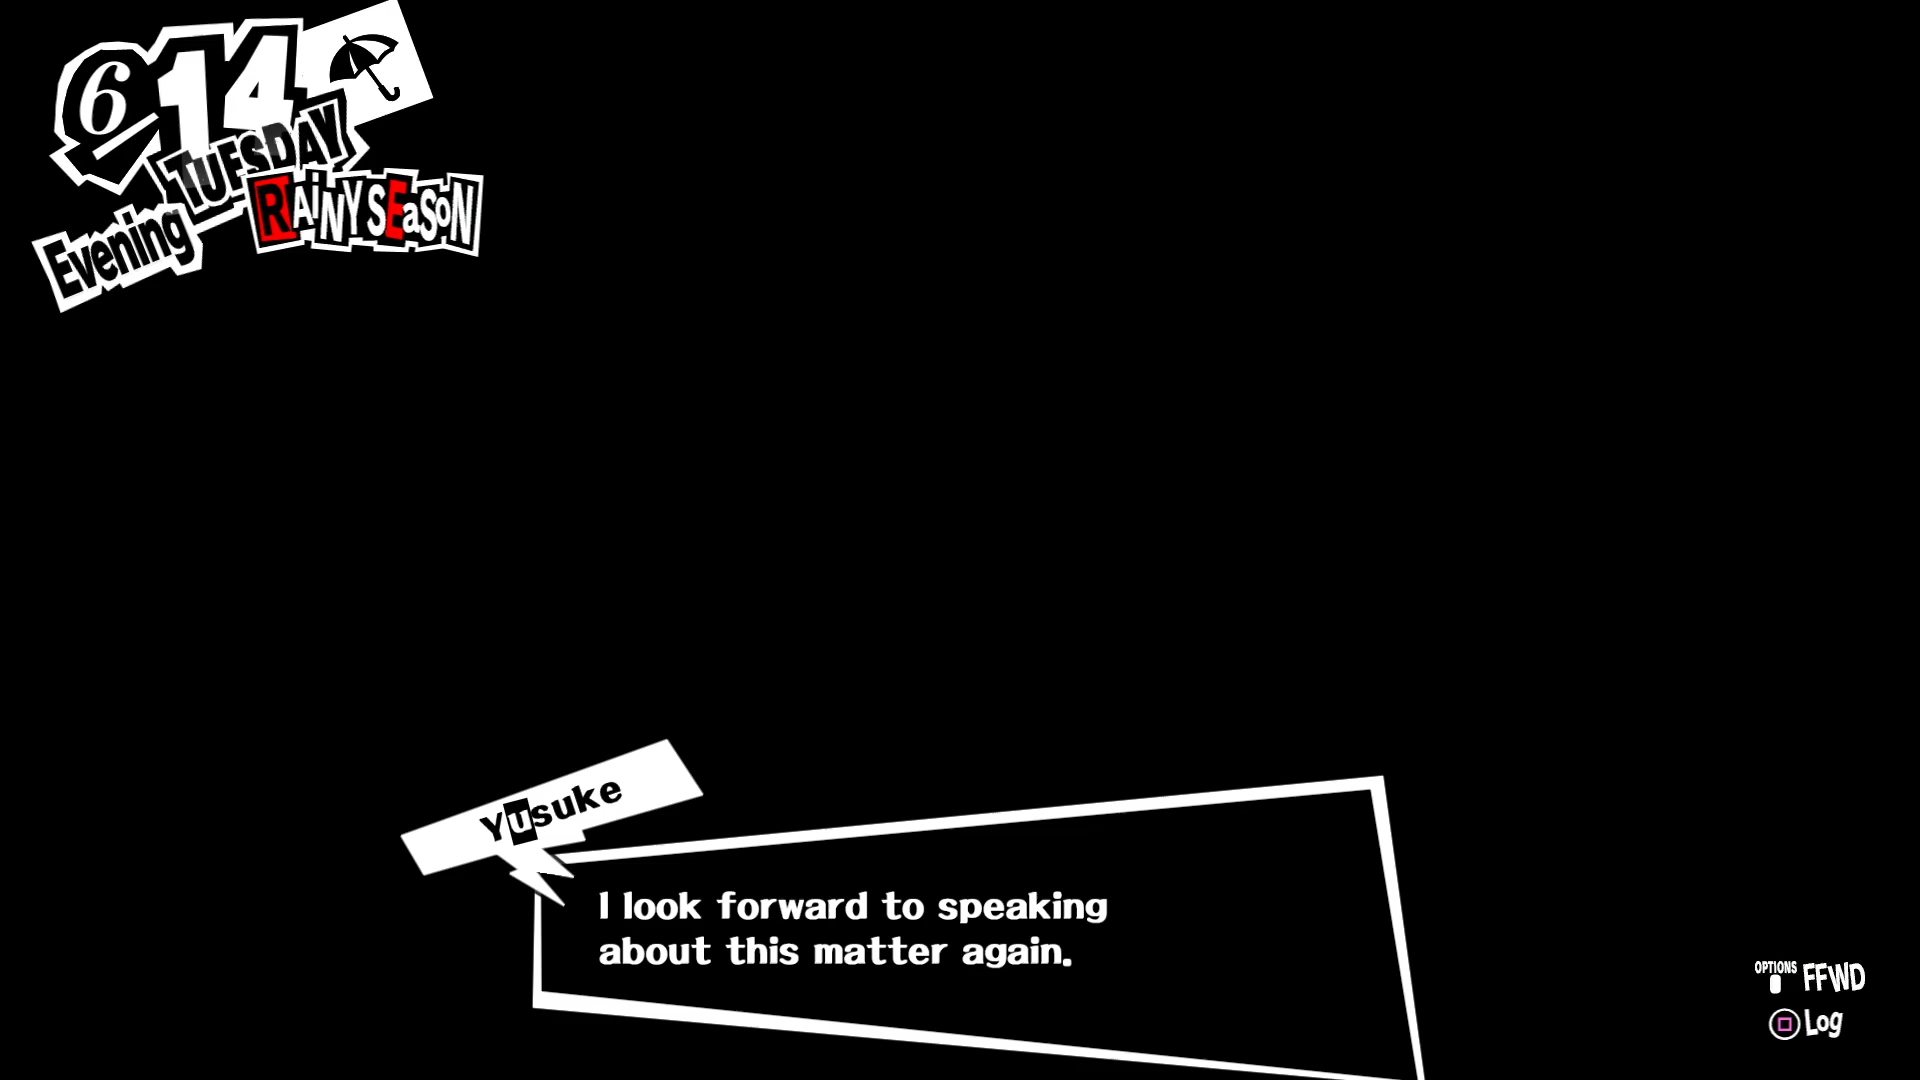 6/14
TUESDAY
RAiNY SEaSoN
Evening
Yusuke
I look forward to speaking
about this matter again.
OPTIONS FFWD
Log